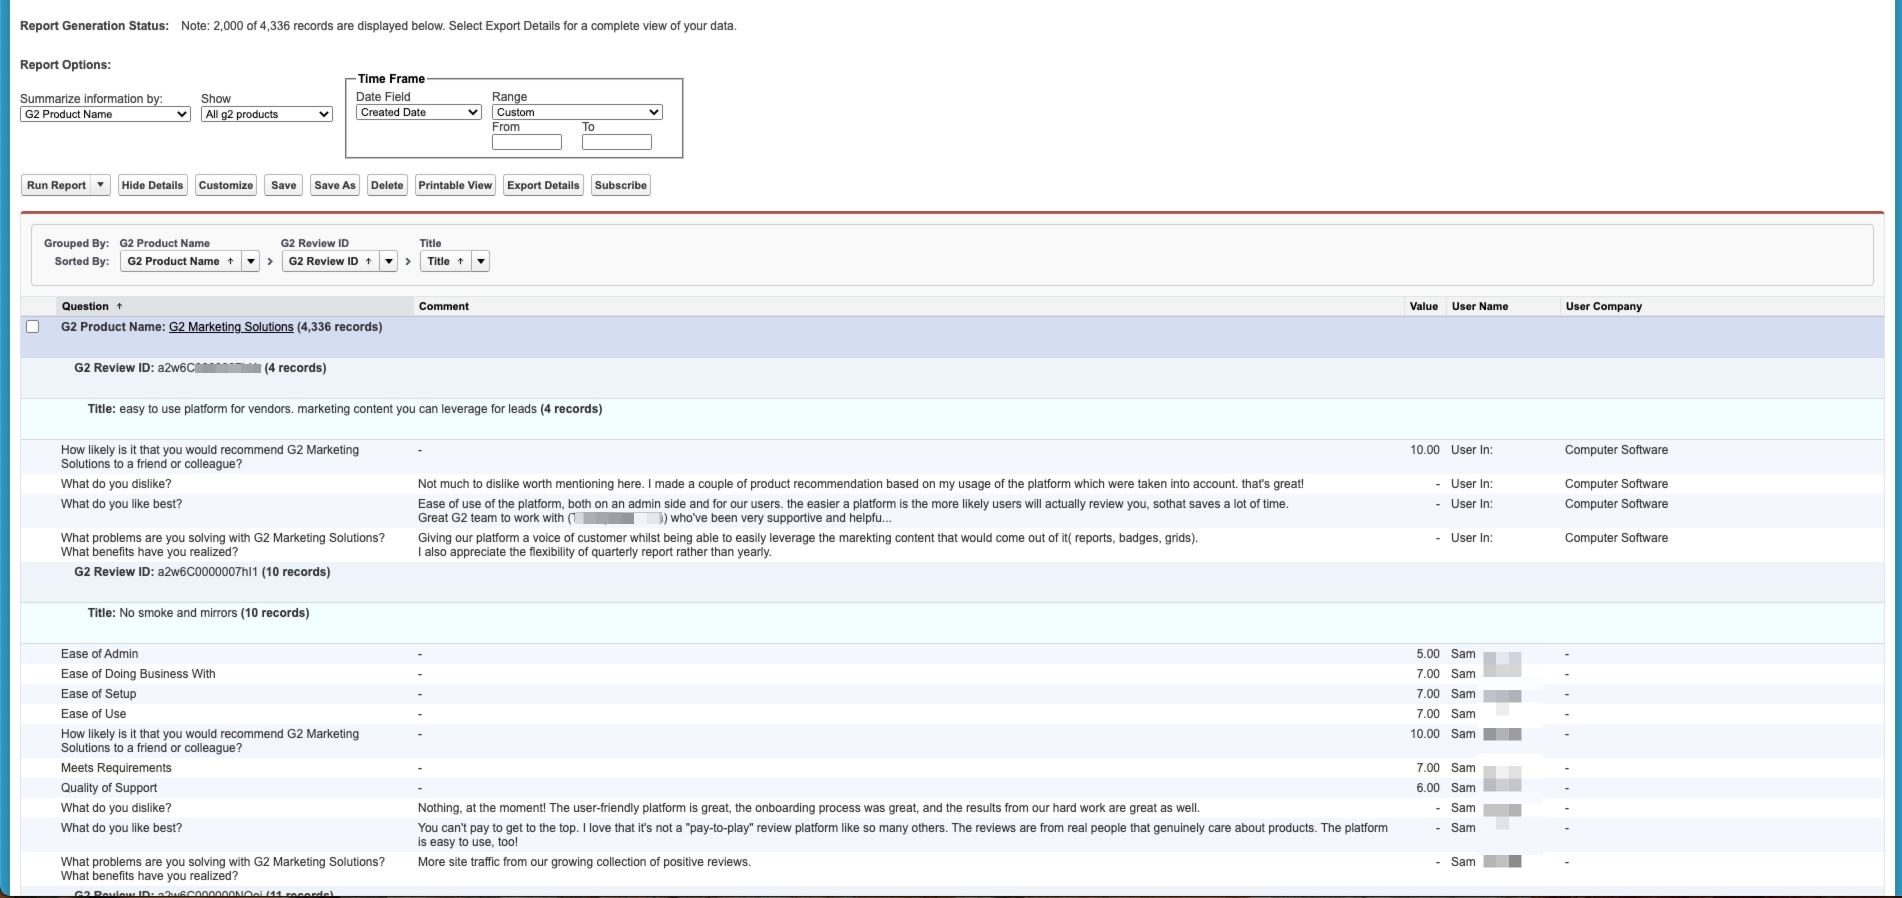 Report Generation Status: Note: 2,000 of 4,336 records are displayed below. Select Export Details for a complete view of your data.
Report Options:
Time Frame
Summarize information by: Show Date Field Range
G2 Product Name All g2 products Created Date Custom
From To
Run Report Hide Details Customize Save Save As Delete Printable View Export Details Subscribe
Grouped By: G2 Product Name G2 Review ID Title
Sorted By: G2 Product Name ↑ > G2 Review ID ↑ > Title ↑
Question ↑ Comment Value User Name User Company
G2 Product Name: G2 Marketing Solutions (4,336 records)
G2 Review ID: a2w6C (4 records)
Title: easy to use platform for vendors. marketing content you can leverage for leads (4 records)
How likely is it that you would recommend G2 Marketing - 10.00 User In: Computer Software
Solutions to a friend or colleague?
What do you dislike? Not much to dislike worth mentioning here. I made a couple of product recommendation based on my usage of the platform which were taken into account. that's great! - User In: Computer Software
What do you like best? Ease of use of the platform, both on an admin side and for our users. the easier a platform is the more likely users will actually review you, sothat saves a lot of time. - User In: Computer Software
Great G2 team to work with ( ) who've been very supportive and helpfu...
What problems are you solving with G2 Marketing Solutions? Giving our platform a voice of customer whilst being able to easily leverage the marekting content that would come out of it( reports, badges, grids). - User In: Computer Software
What benefits have you realized? I also appreciate the flexibility of quarterly report rather than yearly.
G2 Review ID: a2w6C0000007hI1 (10 records)
Title: No smoke and mirrors (10 records)
Ease of Admin - 5.00 Sam -
Ease of Doing Business With - 7.00 Sam -
Ease of Setup - 7.00 Sam -
Ease of Use - 7.00 Sam -
How likely is it that you would recommend G2 Marketing - 10.00 Sam -
Solutions to a friend or colleague?
Meets Requirements - 7.00 Sam -
Quality of Support - 6.00 Sam -
What do you dislike? Nothing, at the moment! The user-friendly platform is great, the onboarding process was great, and the results from our hard work are great as well. - Sam -
What do you like best? You can't pay to get to the top. I love that it's not a "pay-to-play" review platform like so many others. The reviews are from real people that genuinely care about products. The platform - Sam -
is easy to use, too!
What problems are you solving with G2 Marketing Solutions? More site traffic from our growing collection of positive reviews. - Sam -
What benefits have you realized?
G2 Review ID: (11 records)